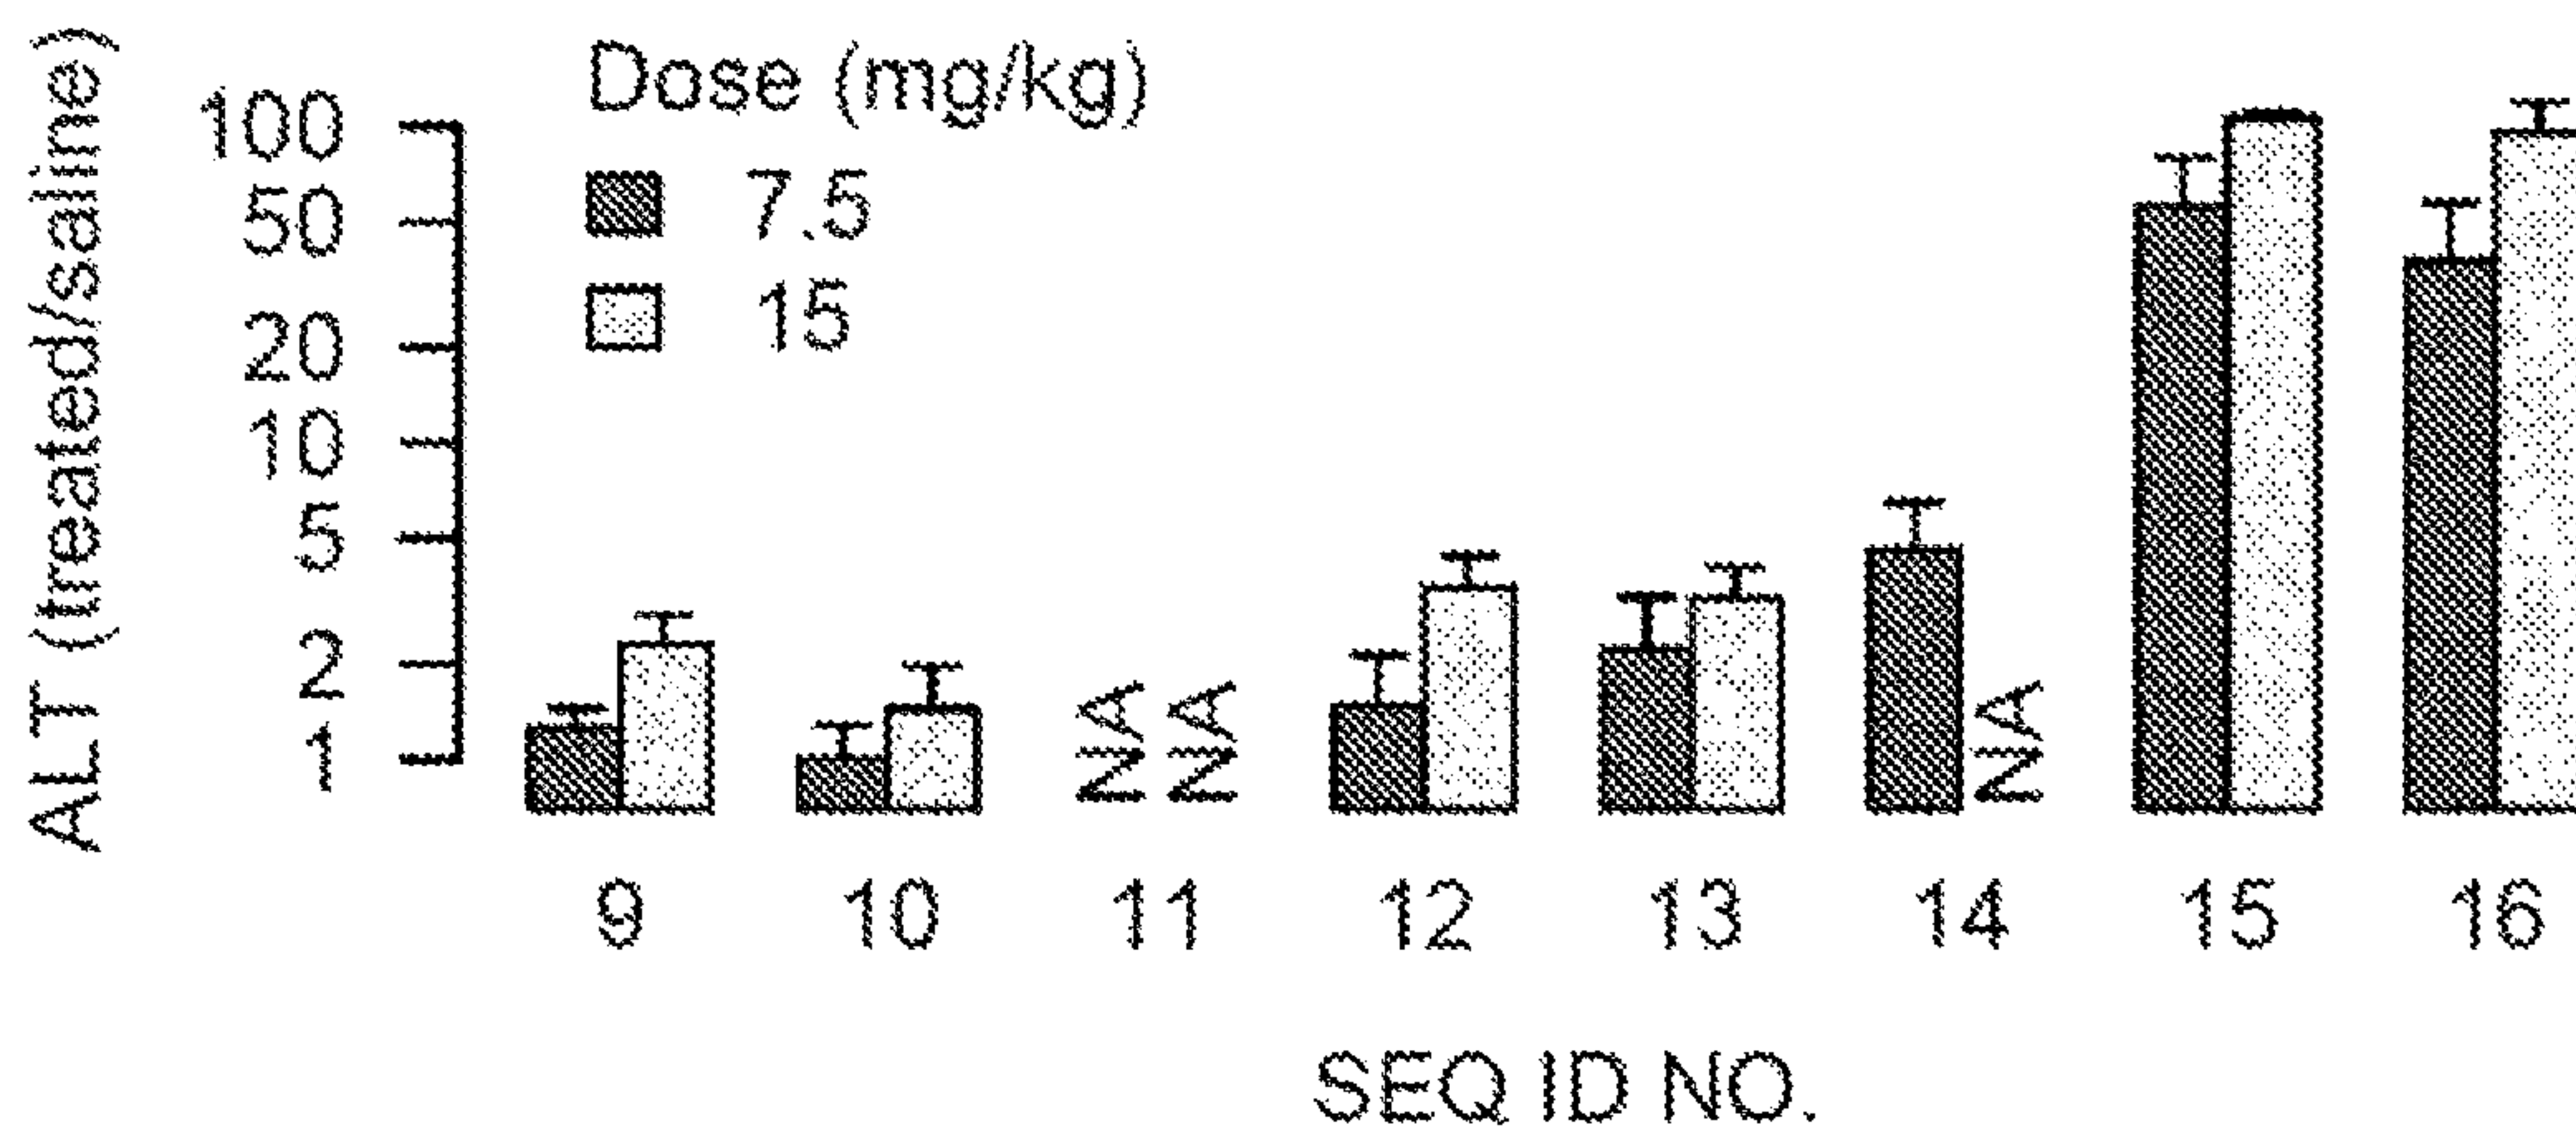 ALT (treated/saline)
100
50
20
10
5
2
1
Dose (mg/kg)
7.5
15
NA
NA
NA
9 10 11 12 13 14 15 16
SEQ ID NO.